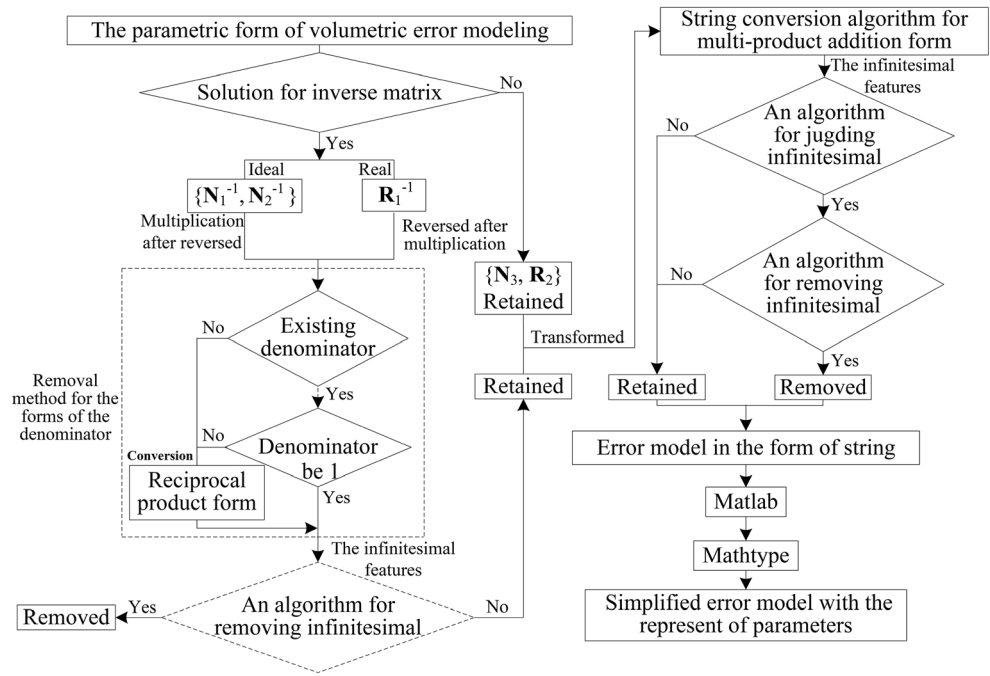 The parametric form of volumetric error modeling
Solution for inverse matrix
No
Yes
Ideal
Real
{N₁⁻¹, N₂⁻¹ }
R₁⁻¹
Multiplication
after reversed
Reversed after
multiplication
{N₃, R₂}
Retained
Transformed
Retained
Existing
denominator
No
Yes
Removal
method for the
forms of the
denominator
Denominator
be 1
No
Conversion
Reciprocal
product form
Yes
The infinitesimal
features
An algorithm for
removing infinitesimal
Yes
Removed
No
String conversion algorithm for
multi-product addition form
The infinitesimal
features
An algorithm
for jugding
infinitesimal
No
Yes
An algorithm
for removing
infinitesimal
No
Yes
Retained
Removed
Error model in the form of string
Matlab
Mathtype
Simplified error model with the
represent of parameters